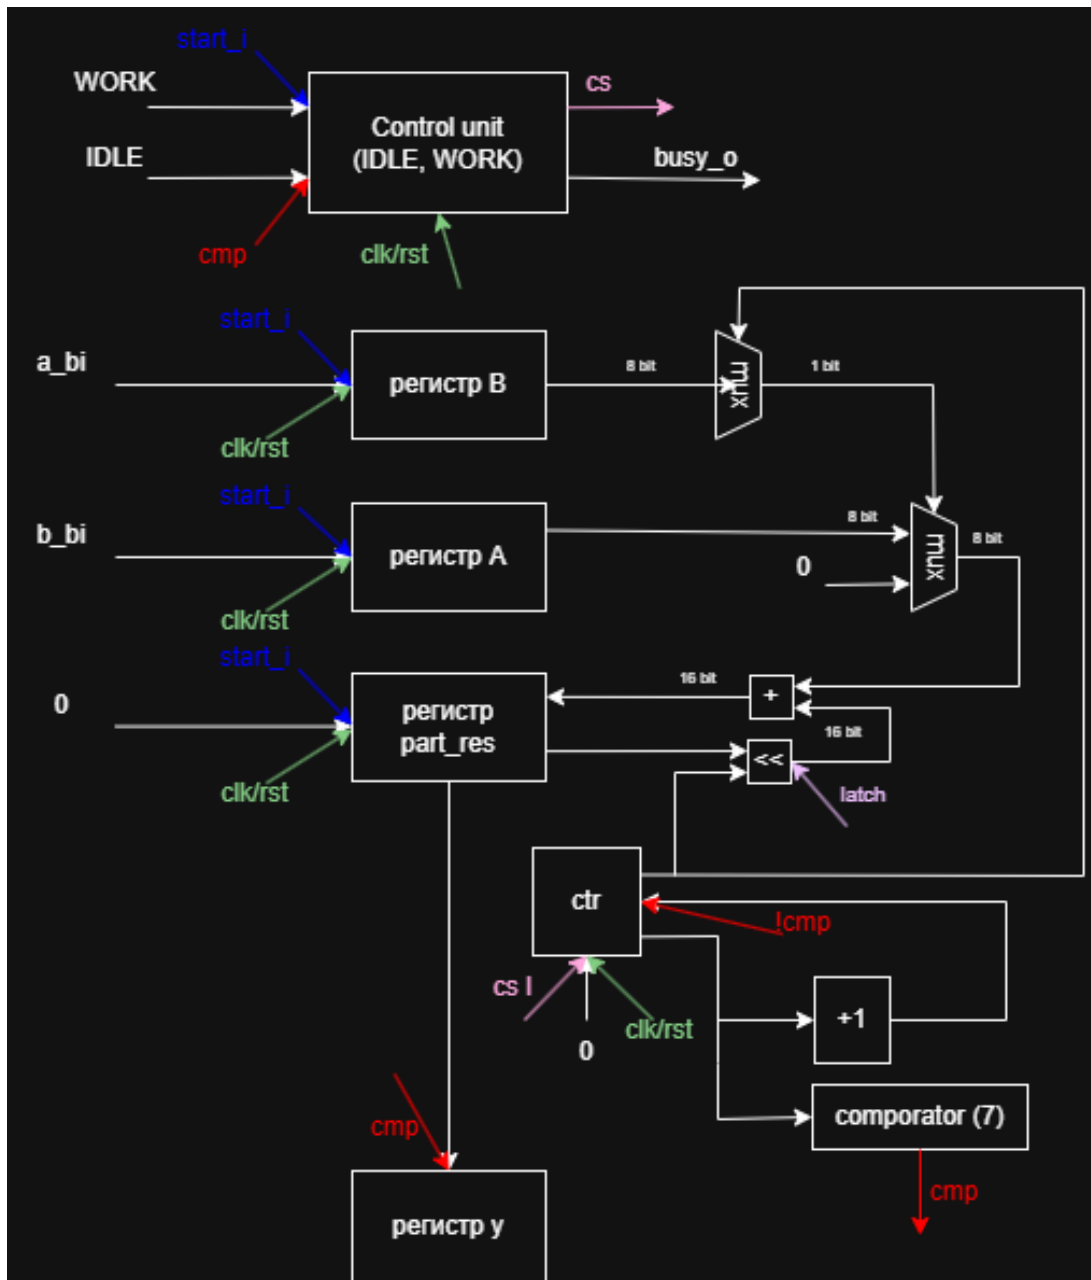 start_i
WORK
cs
Control unit
(IDLE, WORK)
IDLE
busy_o
cmp
clk/rst
start_i
a_bi
регистр B
8 bit
mux
1 bit
clk/rst
start_i
b_bi
регистр A
8 bit
mux
8 bit
0
clk/rst
start_i
0
регистр
part_res
16 bit
+
16 bit
<<
clk/rst
latch
ctr
!cmp
cs I
clk/rst
0
+1
comporator (7)
cmp
cmp
регистр y